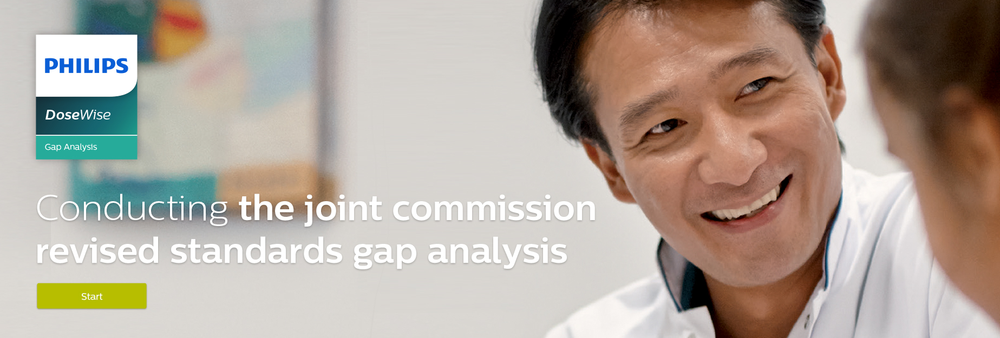 PHILIPS
DoseWise
Gap Analysis
Conducting the joint commission
revised standards gap analysis
Start